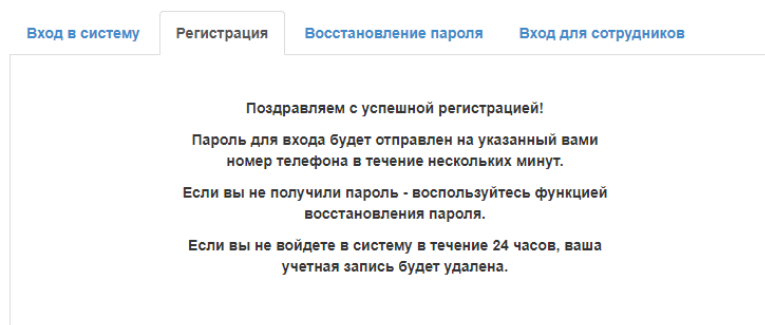 Вход в систему Регистрация Восстановление пароля Вход для сотрудников
Поздравляем с успешной регистрацией!
Пароль для входа будет отправлен на указанный вами
номер телефона в течение нескольких минут.
Если вы не получили пароль - воспользуйтесь функцией
восстановления пароля.
Если вы не войдете в систему в течение 24 часов, ваша
учетная запись будет удалена.